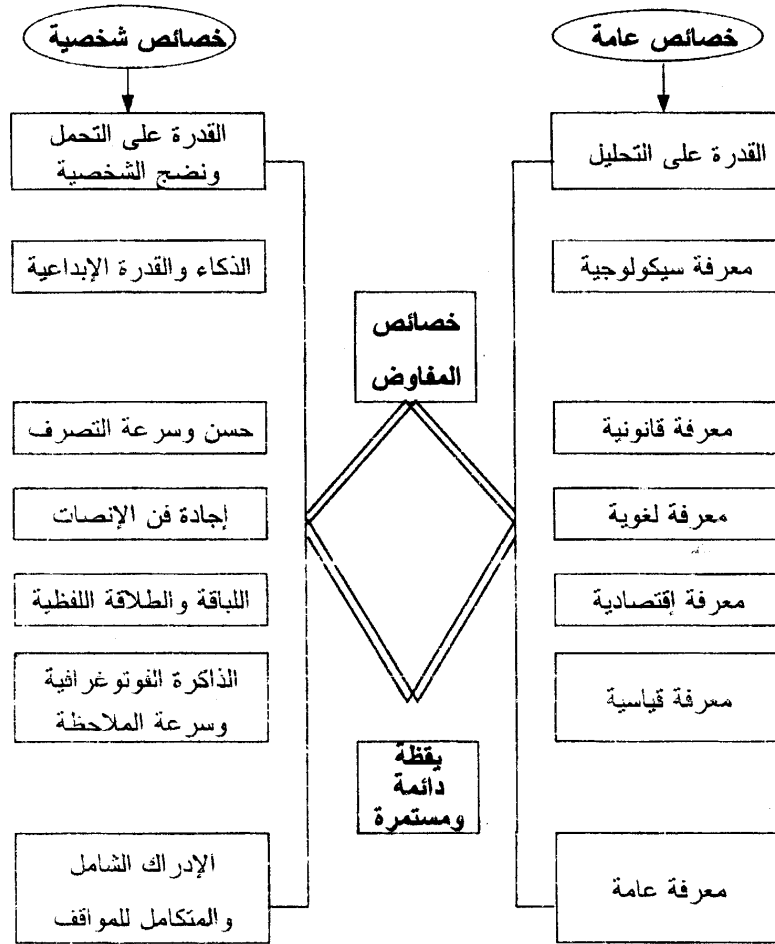 خصائص عامة
القدرة على التحليل
معرفة سيكولوجية
معرفة قانونية
معرفة لغوية
معرفة إقتصادية
معرفة قياسية
معرفة عامة
خصائص
المفاوض
يقظة
دائمة
ومستمرة
خصائص شخصية
القدرة على التحمل
ونضج الشخصية
الذكاء والقدرة الإبداعية
حسن وسرعة التصرف
إجادة فن الإنصات
اللباقة والطلاقة اللفظية
الذاكرة الفوتوغرافية
وسرعة الملاحظة
الإدراك الشامل
والمتكامل للمواقف